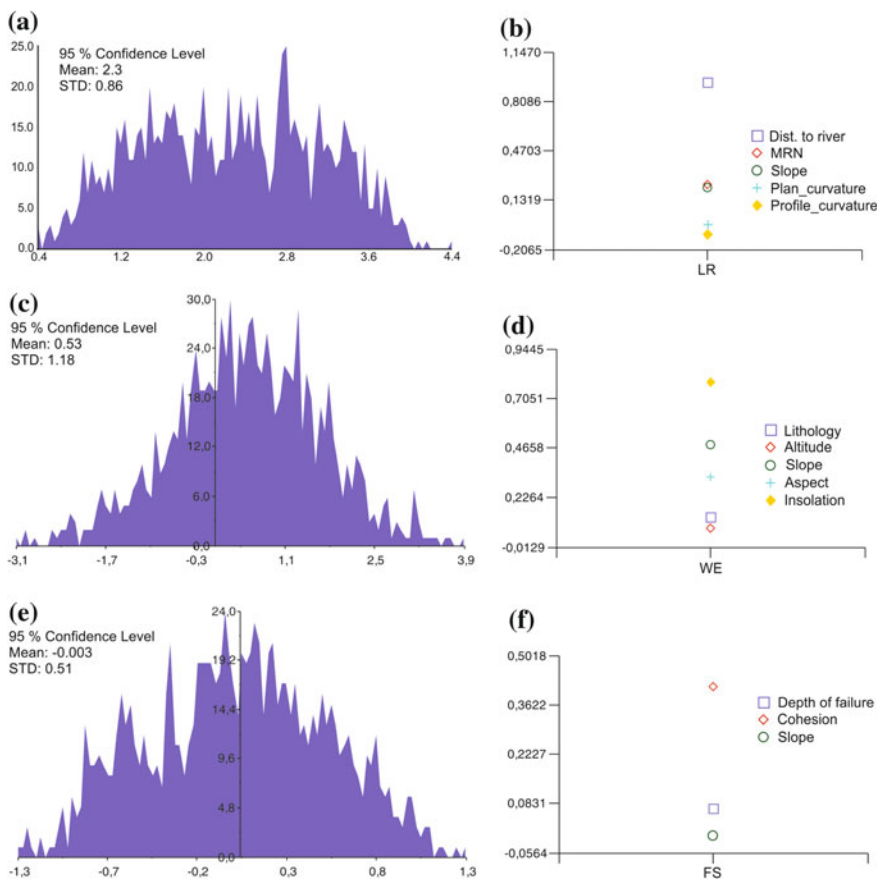 (a)
25.0
20.0
15.0
10.0
5.0
0.0
95 % Confidence Level
Mean: 2.3
STD: 0.86
0.4 1.2 2.0 2.8 3.6 4.4
(b)
1,1470
0,8086
0,4703
0,1319
-0,2065
LR
Dist. to river
MRN
Slope
Plan_curvature
Profile_curvature
(c)
95 % Confidence Level
Mean: 0.53
STD: 1.18
30,0
24,0
18,0
12,0
6,0
0,0
-3,1 -1,7 -0,3 1,1 2,5 3,9
(d)
0,9445
0,7051
0,4658
0,2264
-0,0129
WE
Lithology
Altitude
Slope
Aspect
Insolation
(e)
95 % Confidence Level
Mean: -0.003
STD: 0.51
24,0
19,2
14,4
9,6
4,8
0,0
-1,3 -0,7 -0,2 0,3 0,8 1,3
(f)
0,5018
0,3622
0,2227
0,0831
-0,0564
FS
Depth of failure
Cohesion
Slope